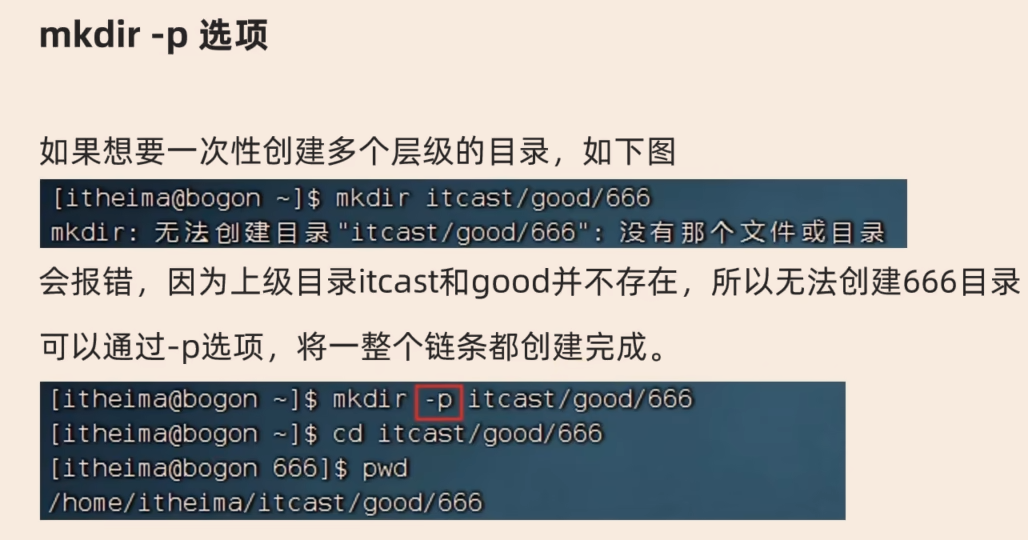 mkdir -p 选项
如果想要一次性创建多个层级的目录，如下图
[itheima@bogon ~]$ mkdir itcast/good/666
mkdir: 无法创建目录"itcast/good/666": 没有那个文件或目录
会报错，因为上级目录itcast和good并不存在，所以无法创建666目录
可以通过-p选项，将一整个链条都创建完成。
[itheima@bogon ~]$ mkdir -p itcast/good/666
[itheima@bogon ~]$ cd itcast/good/666
[itheima@bogon 666]$ pwd
/home/itheima/itcast/good/666